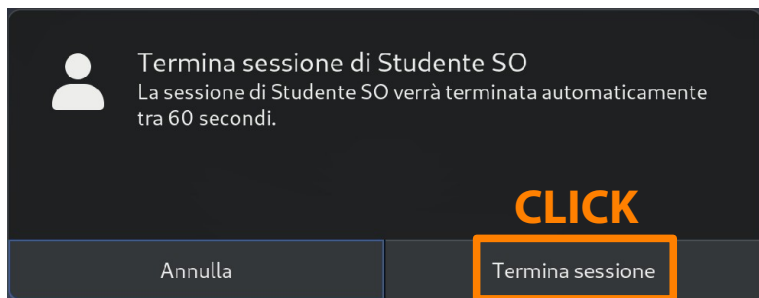 Termina sessione di Studente SO
La sessione di Studente SO verrà terminata automaticamente
tra 60 secondi.
CLICK
Annulla
Termina sessione